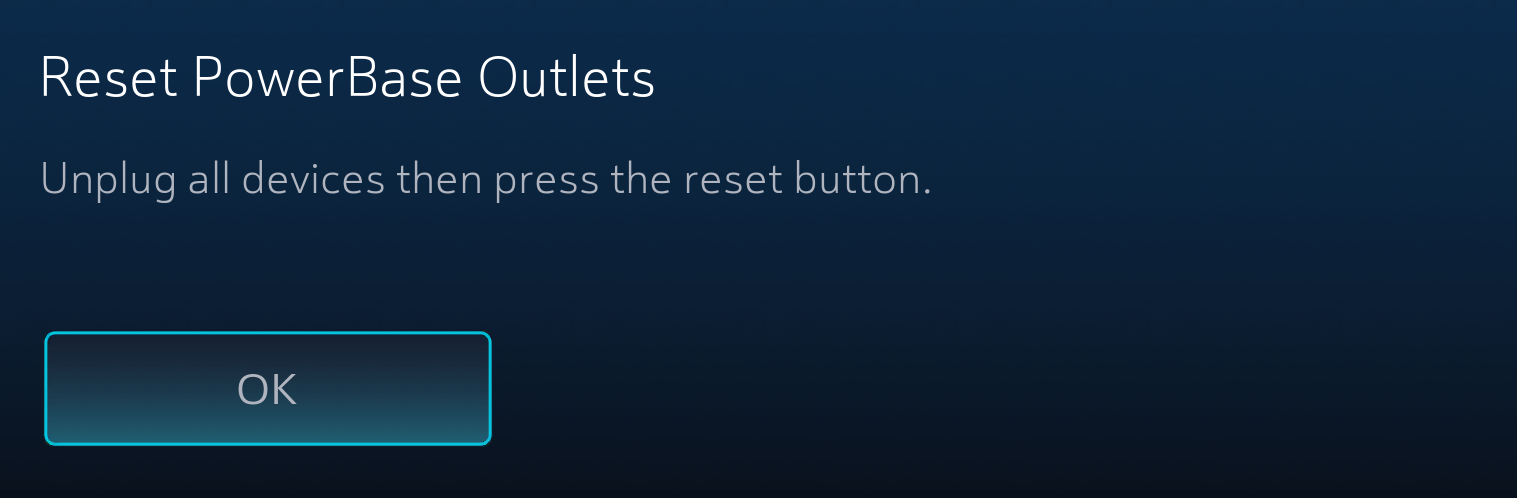 Reset PowerBase Outlets
Unplug all devices then press the reset button.
OK